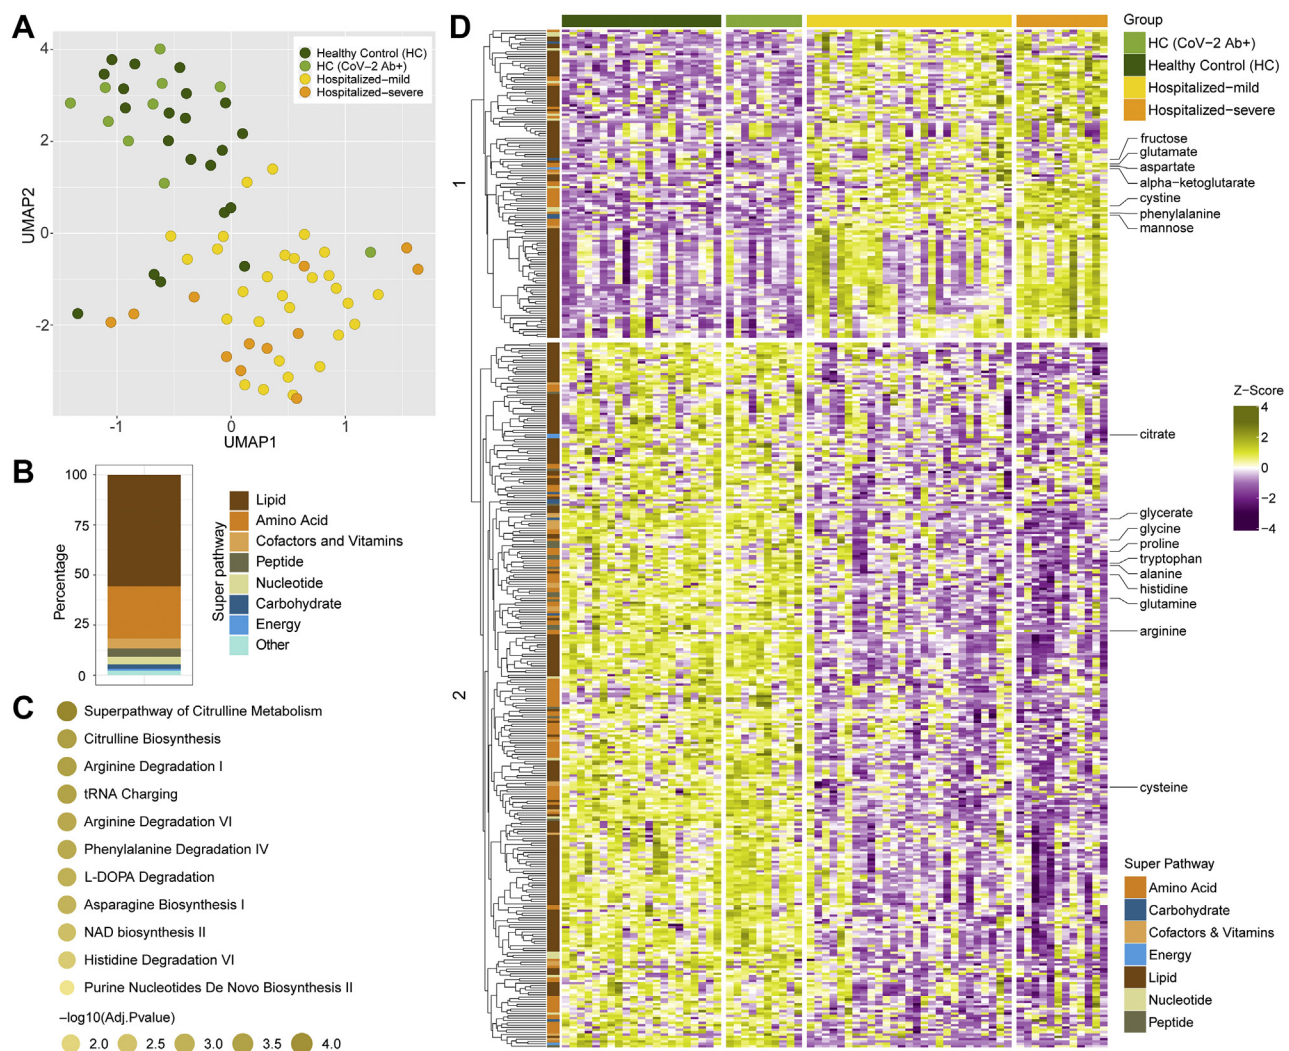 A
4
2
0
-2
UMAP2
-1
0
1
UMAP1
Healthy Control (HC)
HC (CoV−2 Ab+)
Hospitalized−mild
Hospitalized−severe
B
100
75
50
25
0
Percentage
Super pathway
Lipid
Amino Acid
Cofactors and Vitamins
Peptide
Nucleotide
Carbohydrate
Energy
Other
C
Superpathway of Citrulline Metabolism
Citrulline Biosynthesis
Arginine Degradation I
tRNA Charging
Arginine Degradation VI
Phenylalanine Degradation IV
L-DOPA Degradation
Asparagine Biosynthesis I
NAD biosynthesis II
Histidine Degradation VI
Purine Nucleotides De Novo Biosynthesis II
−log10(Adj.Pvalue)
2.0 2.5 3.0 3.5 4.0
D
1
2
Group
HC (CoV−2 Ab+)
Healthy Control (HC)
Hospitalized−mild
Hospitalized−severe
fructose
glutamate
aspartate
alpha−ketoglutarate
cystine
phenylalanine
mannose
citrate
glycerate
glycine
proline
tryptophan
alanine
histidine
glutamine
arginine
cysteine
Z−Score
4
2
0
−2
−4
Super Pathway
Amino Acid
Carbohydrate
Cofactors & Vitamins
Energy
Lipid
Nucleotide
Peptide